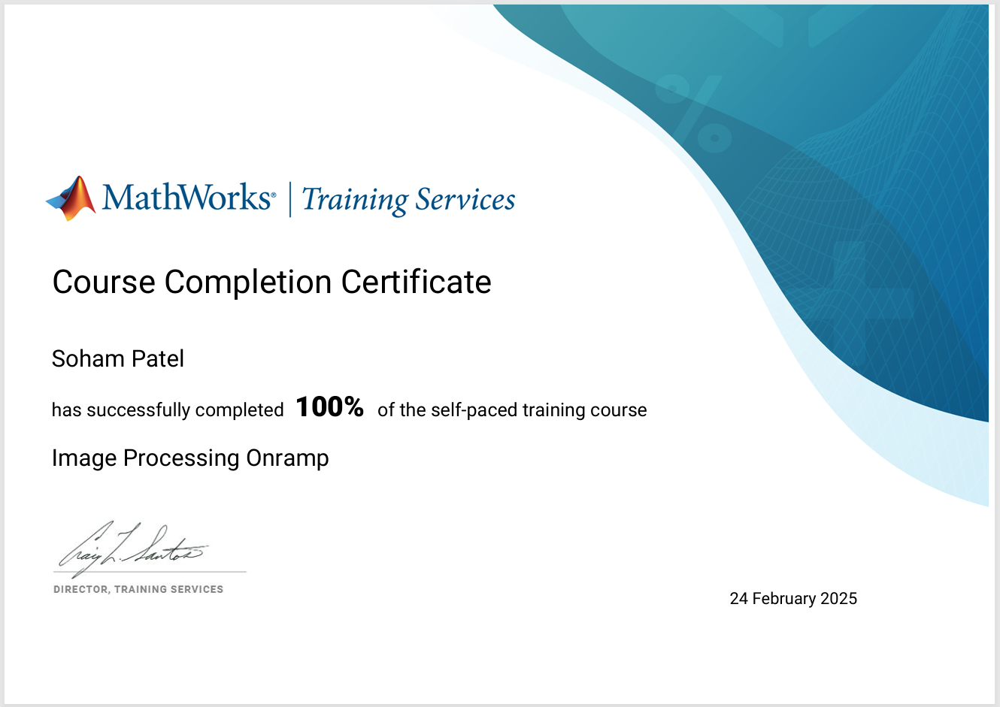 MathWorks® | Training Services
Course Completion Certificate
Soham Patel
has successfully completed 100% of the self-paced training course
Image Processing Onramp
Craig L. Santos
DIRECTOR, TRAINING SERVICES
24 February 2025
%
+